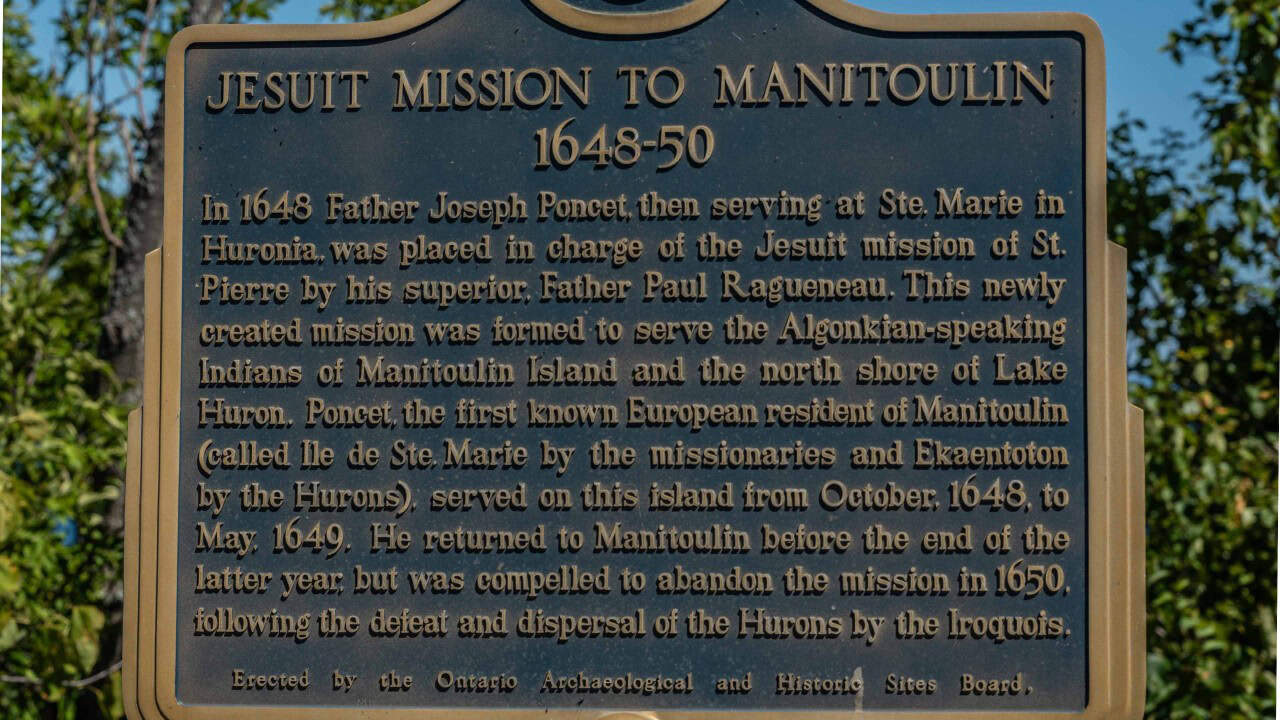 JESUIT MISSION TO MANITOULIN
1648-50
In 1648 Father Joseph Poncet, then serving at Ste. Marie in
Huronia, was placed in charge of the Jesuit mission of St.
Pierre by his superior, Father Paul Ragueneau. This newly
created mission was formed to serve the Algonkian-speaking
Indians of Manitoulin Island and the north shore of Lake
Huron. Poncet, the first known European resident of Manitoulin
(called Ile de Ste. Marie by the missionaries and Ekaentoton
by the Hurons), served on this island from October, 1648, to
May, 1649. He returned to Manitoulin before the end of the
latter year, but was compelled to abandon the mission in 1650,
following the defeat and dispersal of the Hurons by the Iroquois.
Erected by the Ontario Archaeological and Historic Sites Board.